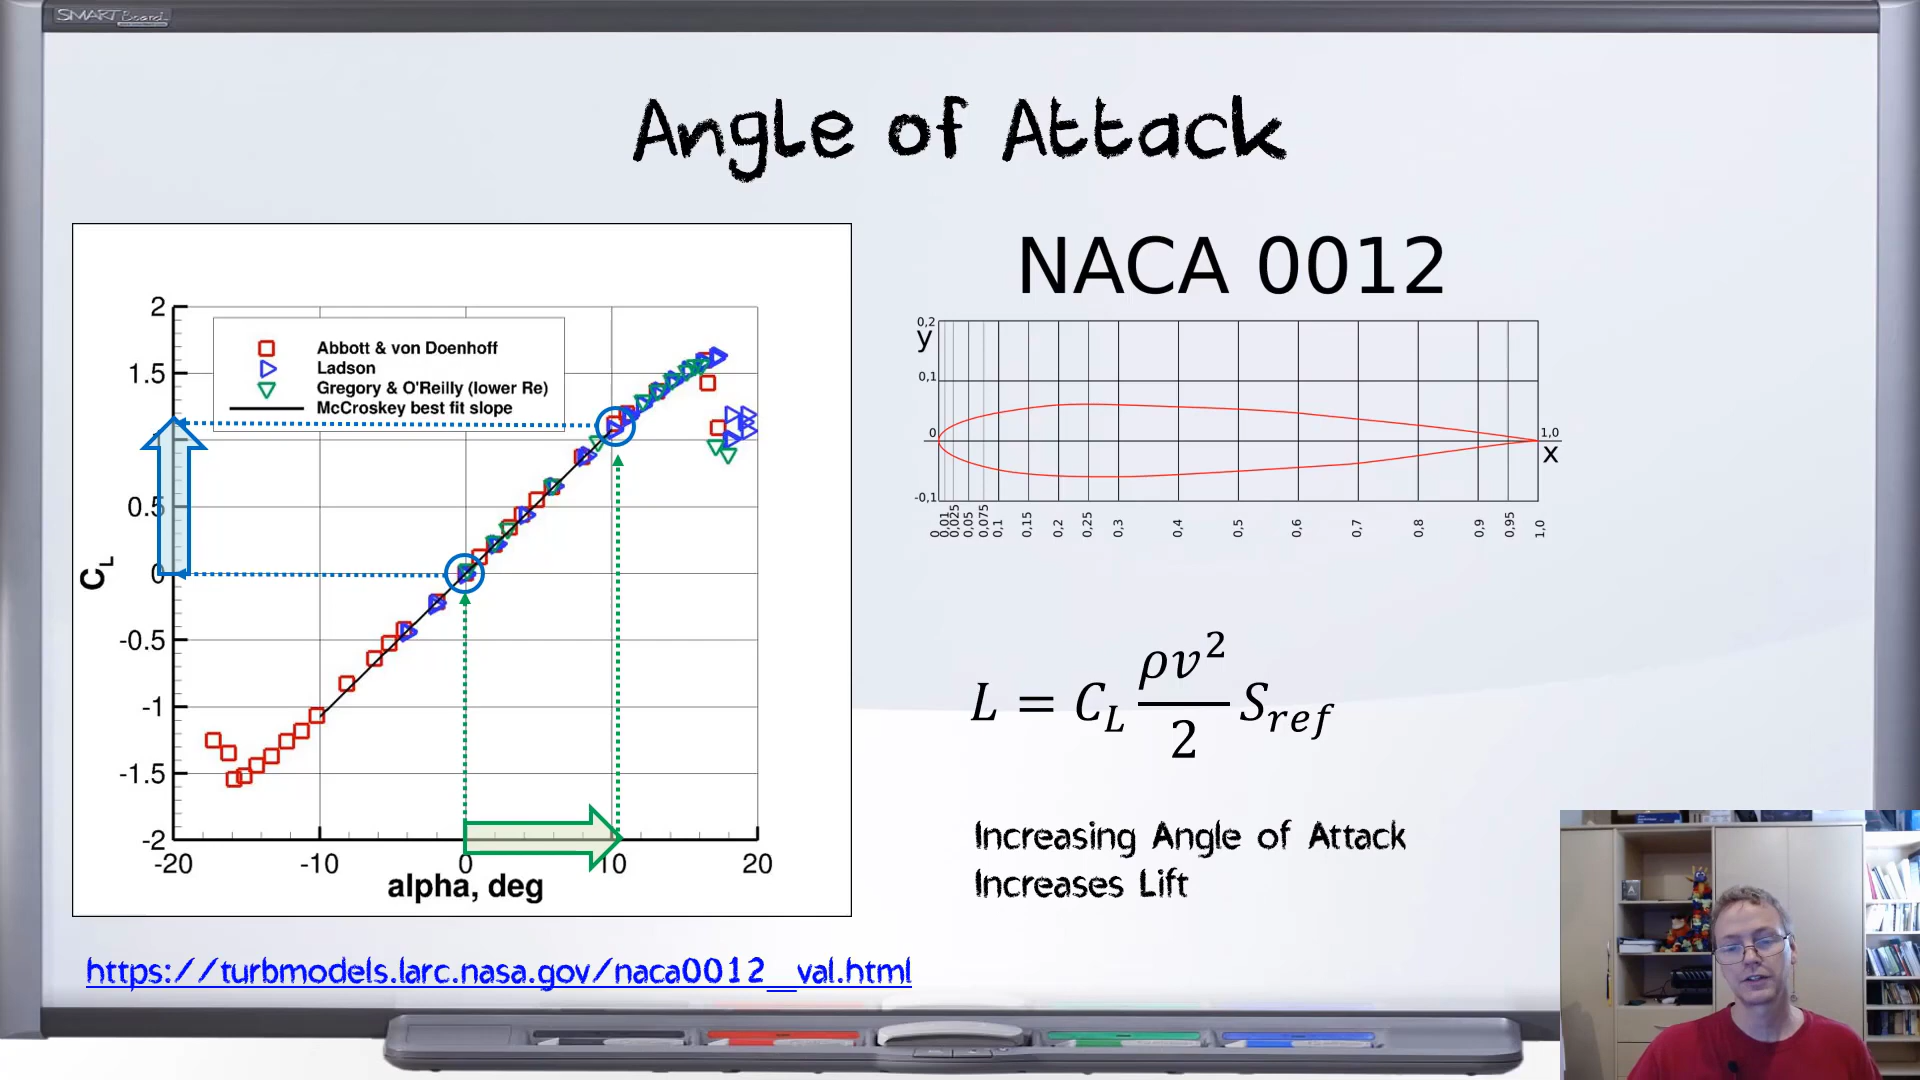 SMART Board
Angle of Attack
2
1.5
0.5
0
-0.5
-1
-1.5
-2
CL
Abbott & von Doenhoff
Ladson
Gregory & O'Reilly (lower Re)
McCroskey best fit slope
-20
-10
0
10
20
alpha, deg
https://turbmodels.larc.nasa.gov/naca0012_val.html
NACA 0012
0,2
y
0,1
0
-0,1
1,0
x
0
0,01
0,025
0,05
0,075
0,1
0,15
0,2
0,25
0,3
0,4
0,5
0,6
0,7
0,8
0,9
0,95
1,0
L = CL ρv²/2 Sref
Increasing Angle of Attack
Increases Lift